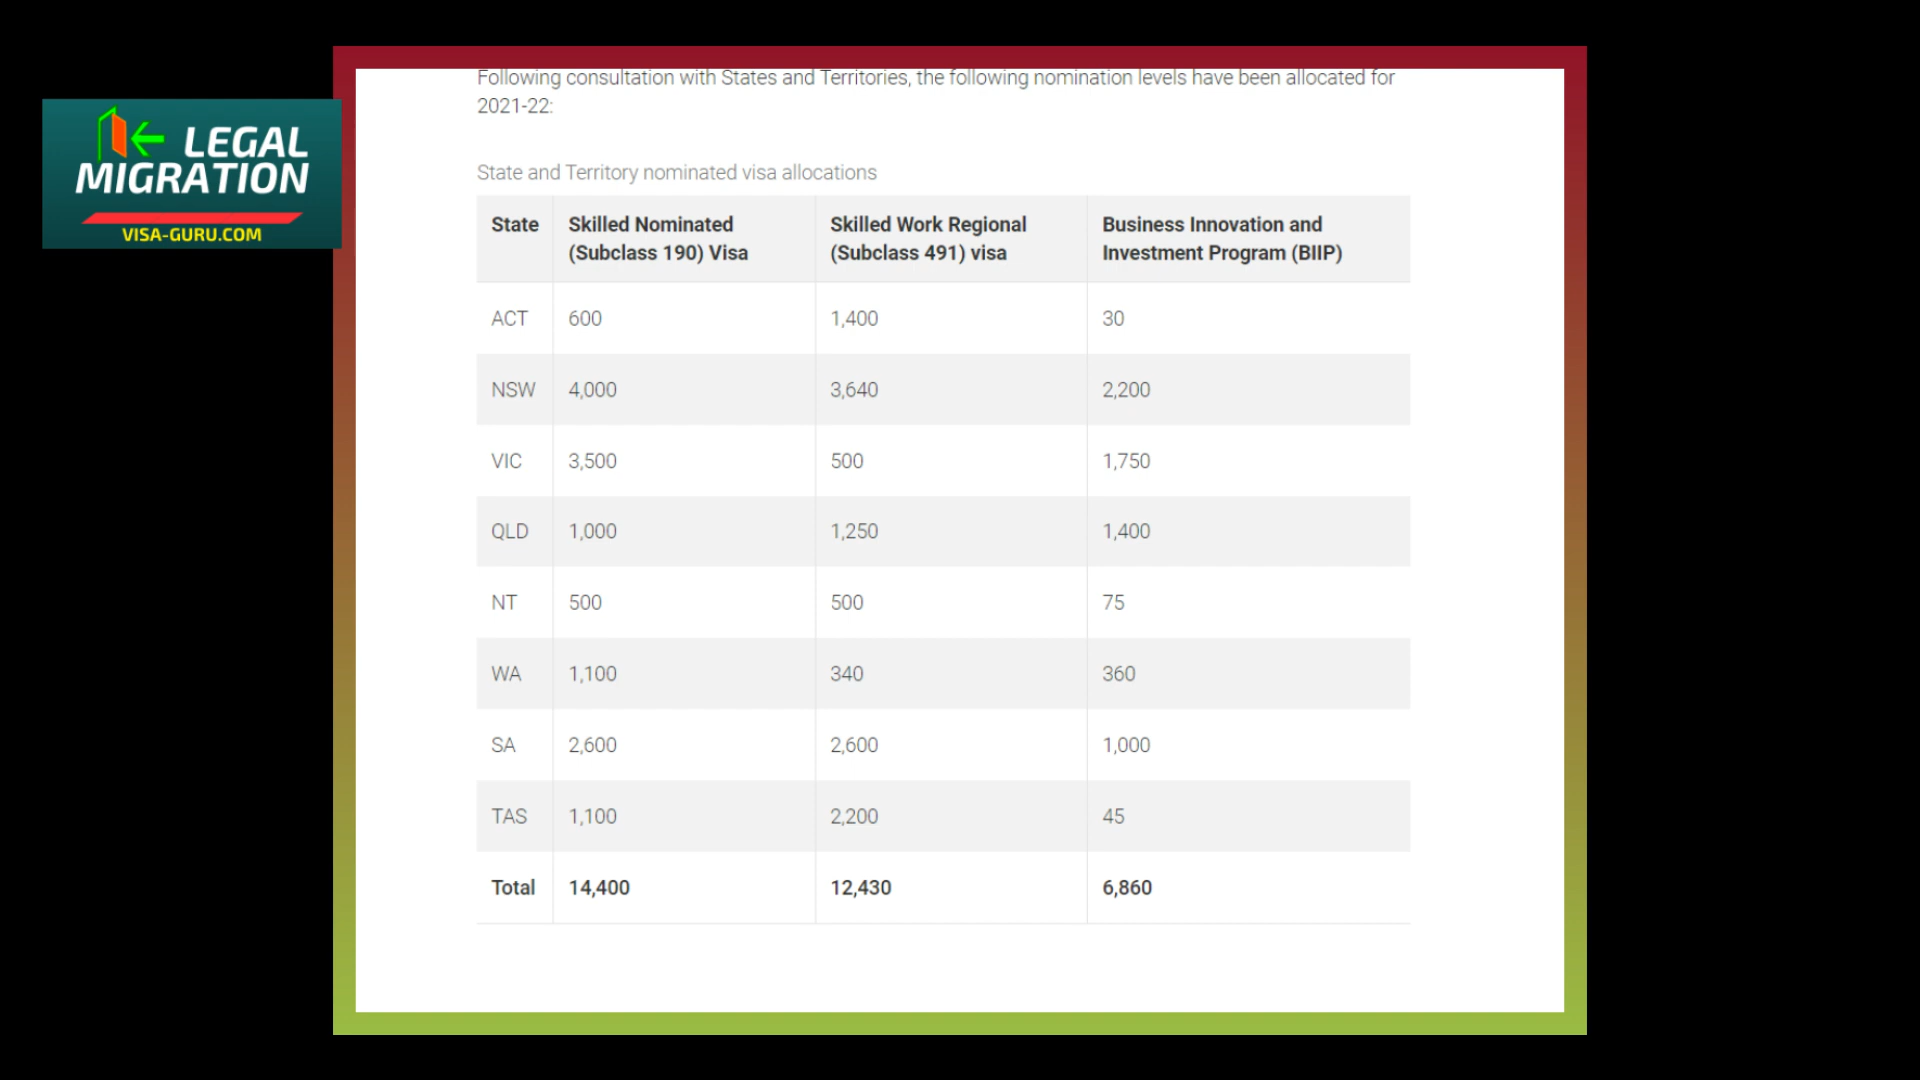 Following consultation with States and Territories, the following nomination levels have been allocated for
2021-22:
LEGAL
MIGRATION
VISA-GURU.COM
State and Territory nominated visa allocations
State Skilled Nominated (Subclass 190) Visa Skilled Work Regional (Subclass 491) visa Business Innovation and Investment Program (BIIP)
ACT 600 1,400 30
NSW 4,000 3,640 2,200
VIC 3,500 500 1,750
QLD 1,000 1,250 1,400
NT 500 500 75
WA 1,100 340 360
SA 2,600 2,600 1,000
TAS 1,100 2,200 45
Total 14,400 12,430 6,860